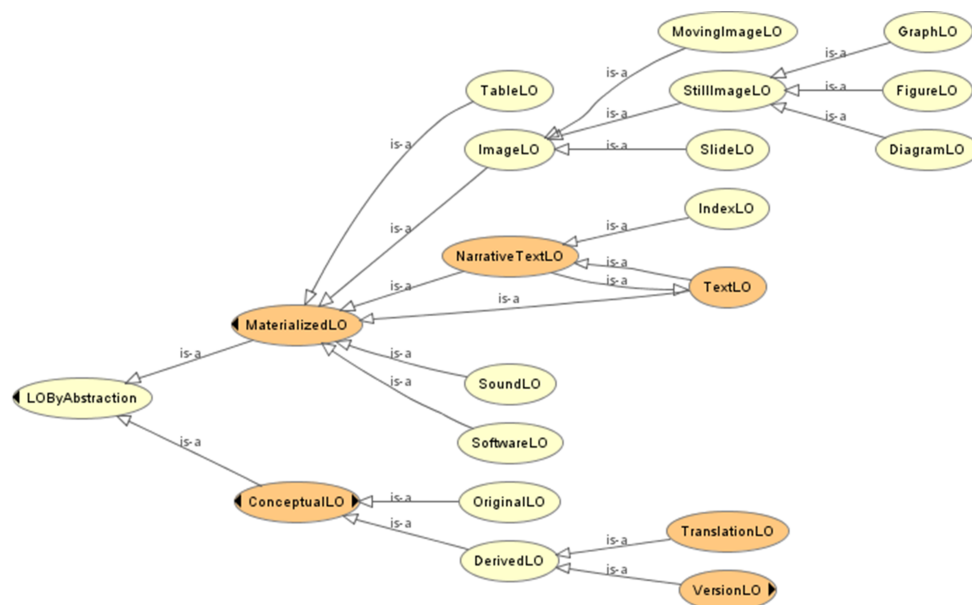 MovingImageLO
GraphLO
is-a
is-a
TableLO
StillImageLO
is-a
FigureLO
is-a
is-a
is-a
ImageLO
is-a
SlideLO
DiagramLO
is-a
IndexLO
is-a
is-a
NarrativeTextLO
is-a
is-a
is-a
TextLO
is-a
MaterializedLO
is-a
is-a
SoundLO
is-a
LOByAbstraction
is-a
SoftwareLO
ConceptualLO
is-a
OriginalLO
is-a
TranslationLO
is-a
DerivedLO
is-a
VersionLO